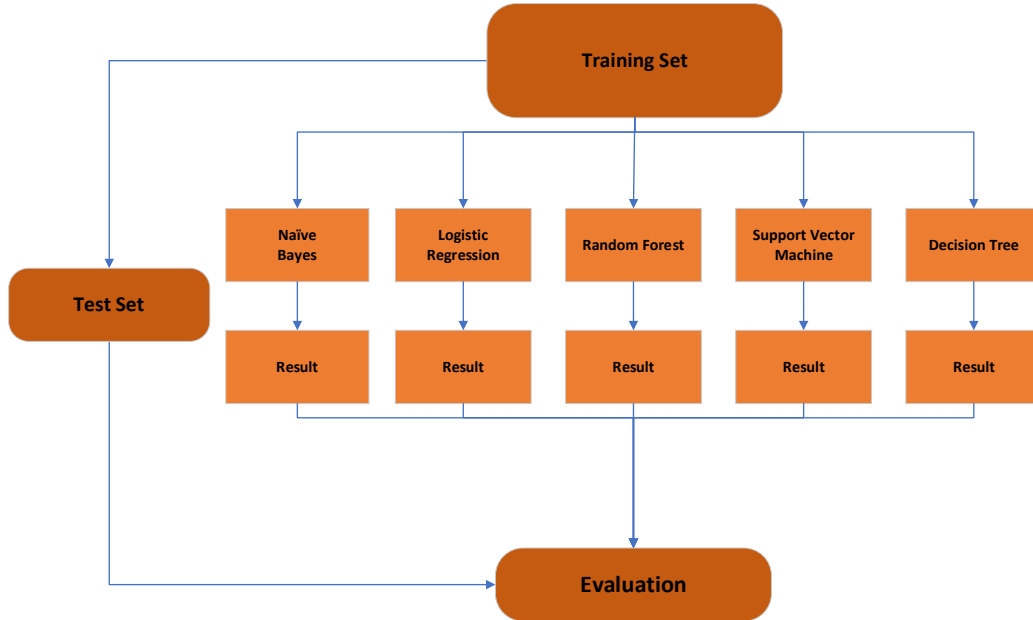 Training Set
Naïve
Bayes
Logistic
Regression
Random Forest
Support Vector
Machine
Decision Tree
Test Set
Result
Result
Result
Result
Result
Evaluation